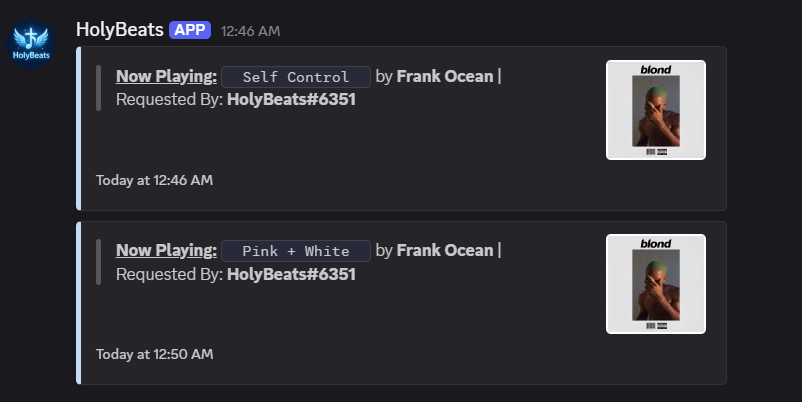 HolyBeats APP 12:46 AM
HolyBeats
Now Playing: Self Control by Frank Ocean |
Requested By: HolyBeats#6351
blond
Today at 12:46 AM
Now Playing: Pink + White by Frank Ocean |
Requested By: HolyBeats#6351
blond
Today at 12:50 AM